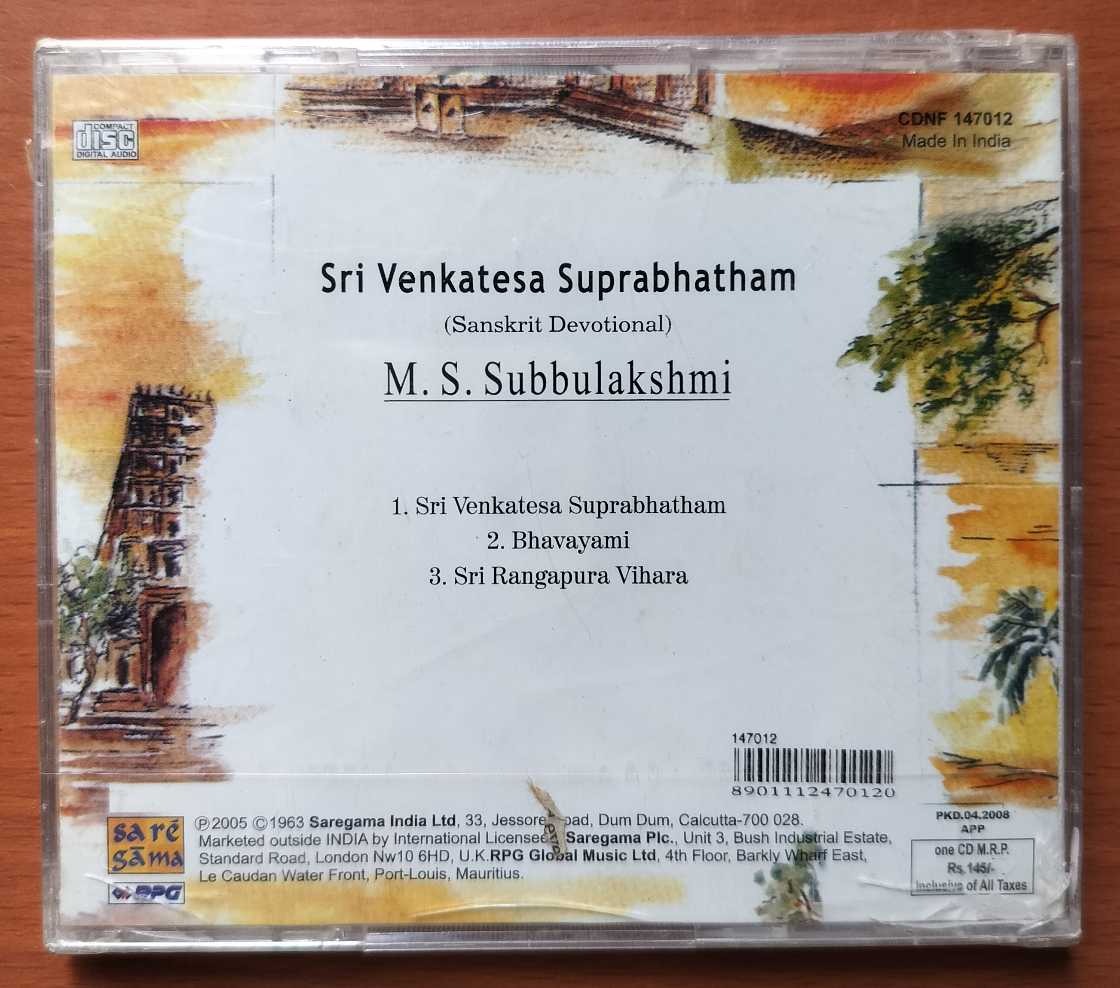 COMPACT
disc
DIGITAL AUDIO
CDNF 147012
Made In India
Sri Venkatesa Suprabhatham
(Sanskrit Devotional)
M. S. Subbulakshmi
1. Sri Venkatesa Suprabhatham
2. Bhavayami
3. Sri Rangapura Vihara
147012
8901112470120
sa ré
gāma
RPG
℗2005 ©1963 Saregama India Ltd, 33, Jessore Dum Dum, Calcutta-700 028.
Marketed outside INDIA by International Licensee Saregama Plc., Unit 3, Bush Industrial Estate,
Standard Road, London Nw10 6HD, U.K.RPG Global Music Ltd, 4th Floor, Barkly Wharf East,
Le Caudan Water Front, Port-Louis, Mauritius.
PKD.04.2008
APP
one CD M.R.P.
Rs.145/-
Inclusive of All Taxes